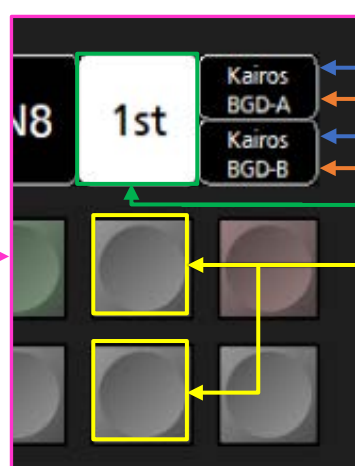 N8
1st
Kairos
BGD-A
Kairos
BGD-B